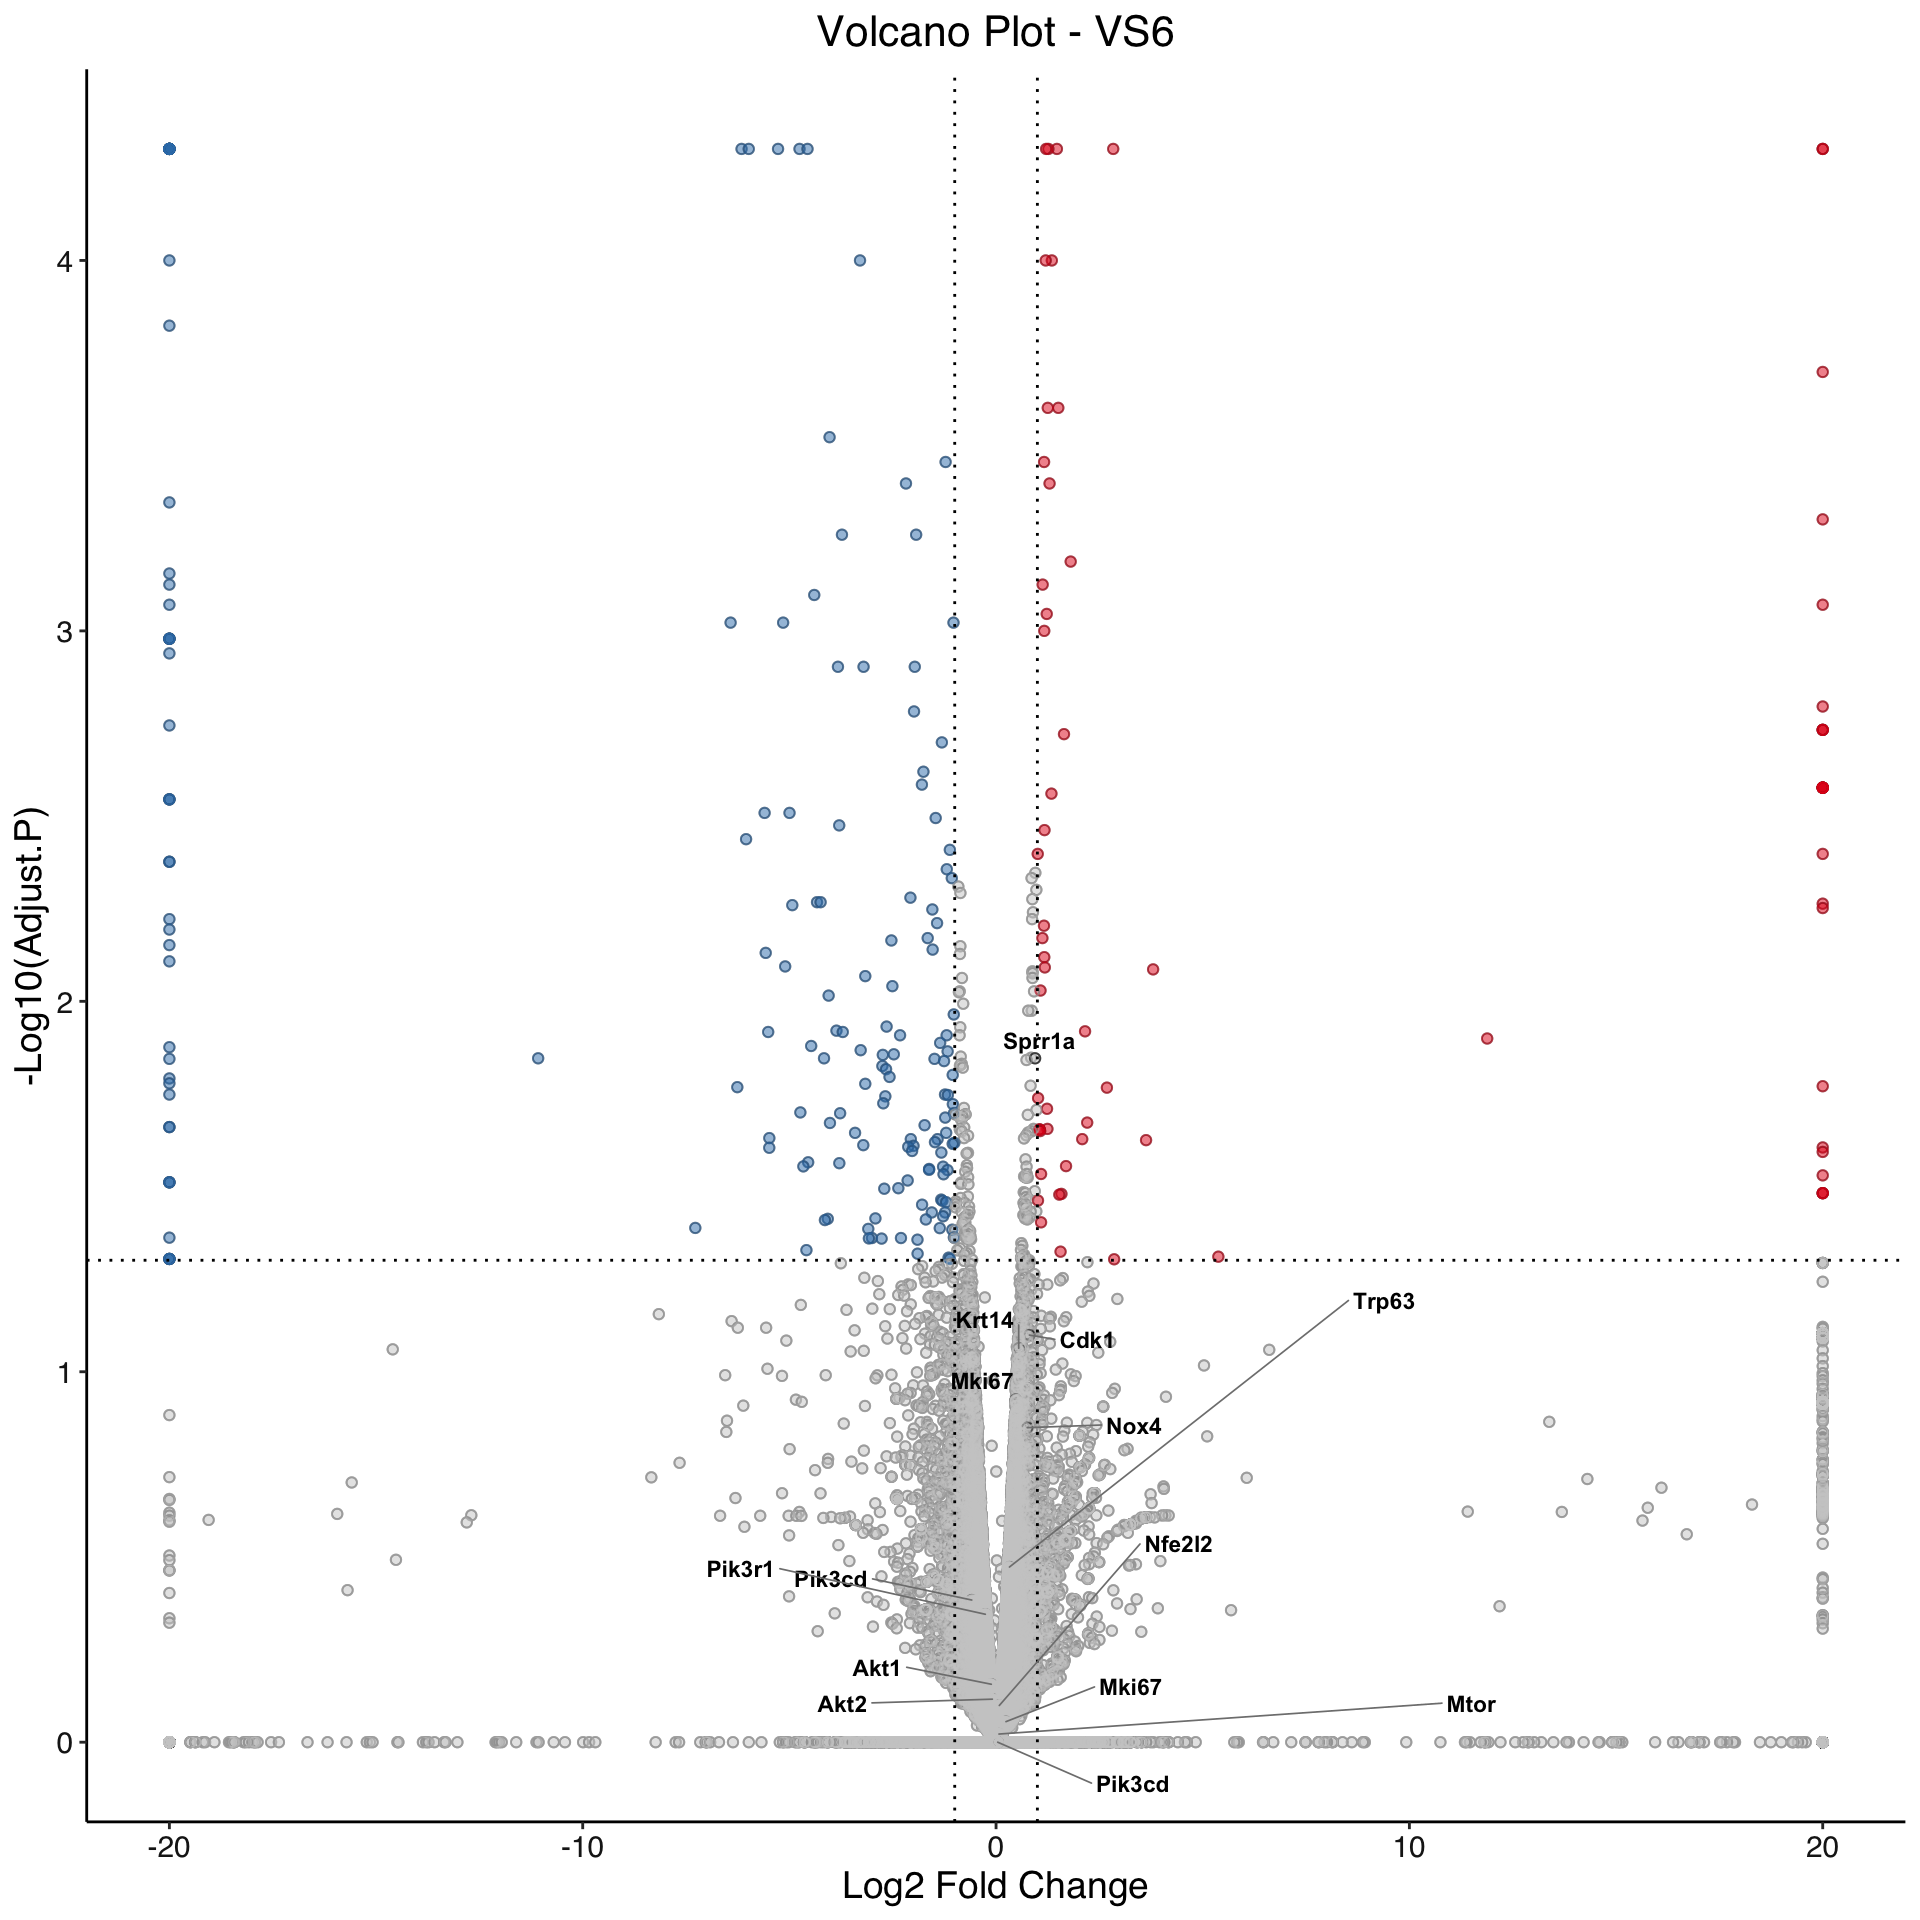 Volcano Plot - VS6
-Log10(Adjust.P)
4
3
2
1
0
Sprr1a
Trp63
Krt14
Cdk1
Mki67
Nox4
Nfe2l2
Pik3r1
Pik3cd
Akt1
Mki67
Akt2
Mtor
Pik3cd
-20
-10
0
10
20
Log2 Fold Change